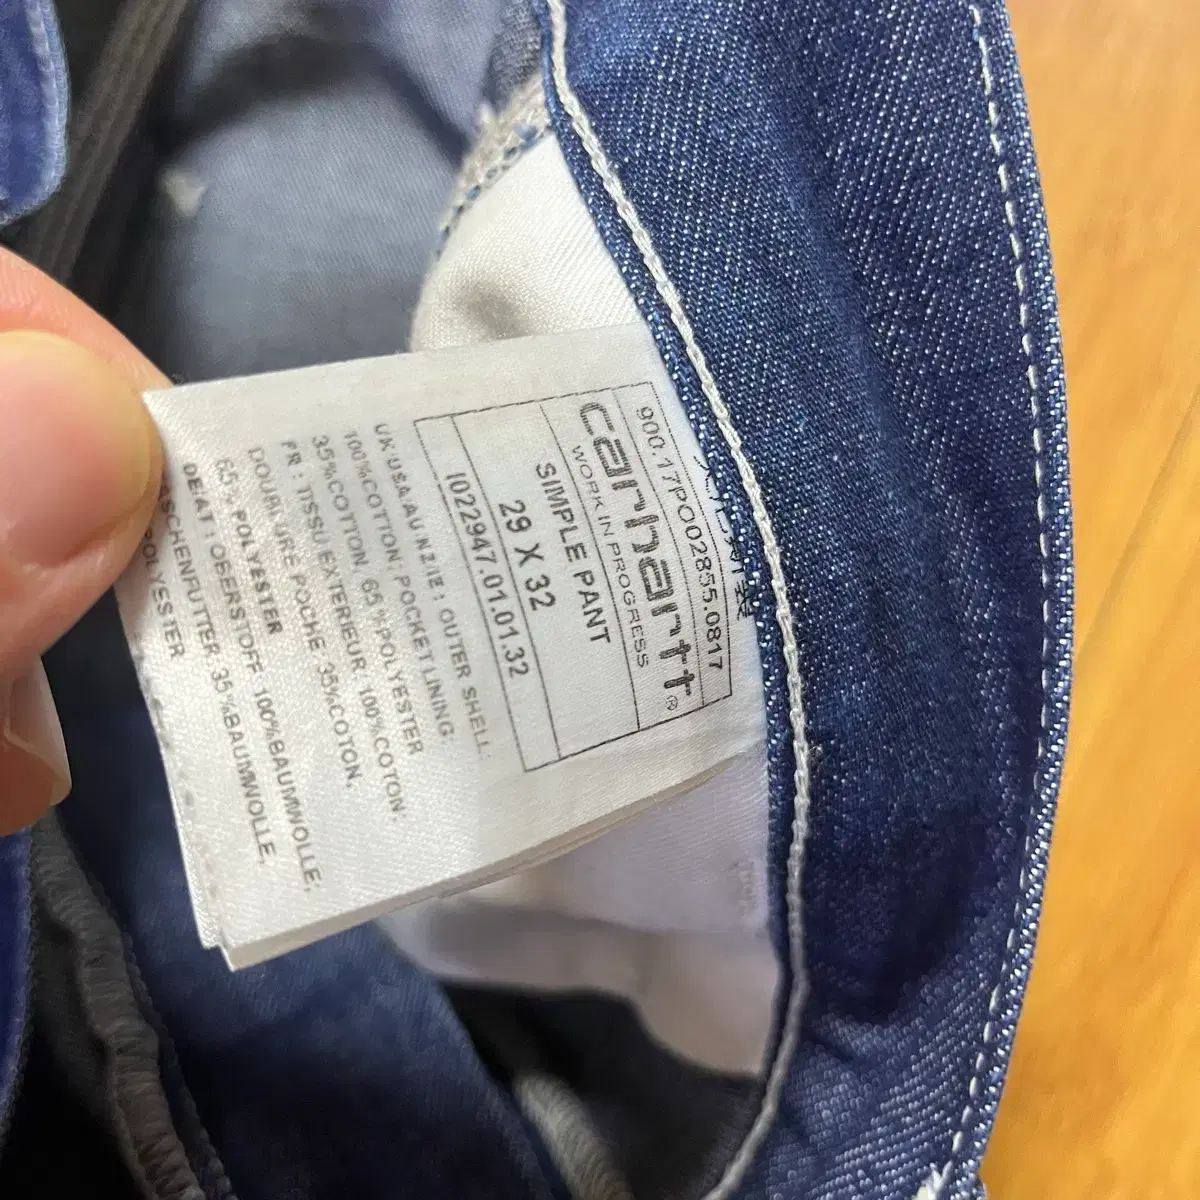 900.17PO02855.0817
carhartt®
WORK IN PROGRESS
SIMPLE PANT
29 X 32
I022947.01.01.32
UK:USA/AU/NZ/IE : OUTER SHELL:
100%COTTON, POCKET LINING:
35%COTTON, 65%POLYESTER
FR : TISSU EXTERIEUR 100%COTON,
DOUBLURE POCHE 35%COTON,
65% POLYESTER
DE/AT : OBERSTOFF 100%BAUMWOLLE;
TASCHENFUTTER 35%BAUMWOLLE,
POLYESTER